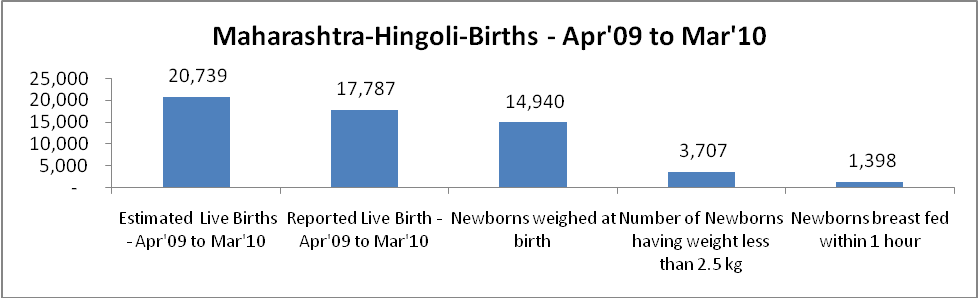 Maharashtra-Hingoli-Births - Apr'09 to Mar'10
25,000
20,000
15,000
10,000
5,000
-
20,739
17,787
14,940
3,707
1,398
Estimated Live Births
- Apr'09 to Mar'10
Reported Live Birth -
Apr'09 to Mar'10
Newborns weighed at
birth
Number of Newborns
having weight less
than 2.5 kg
Newborns breast fed
within 1 hour